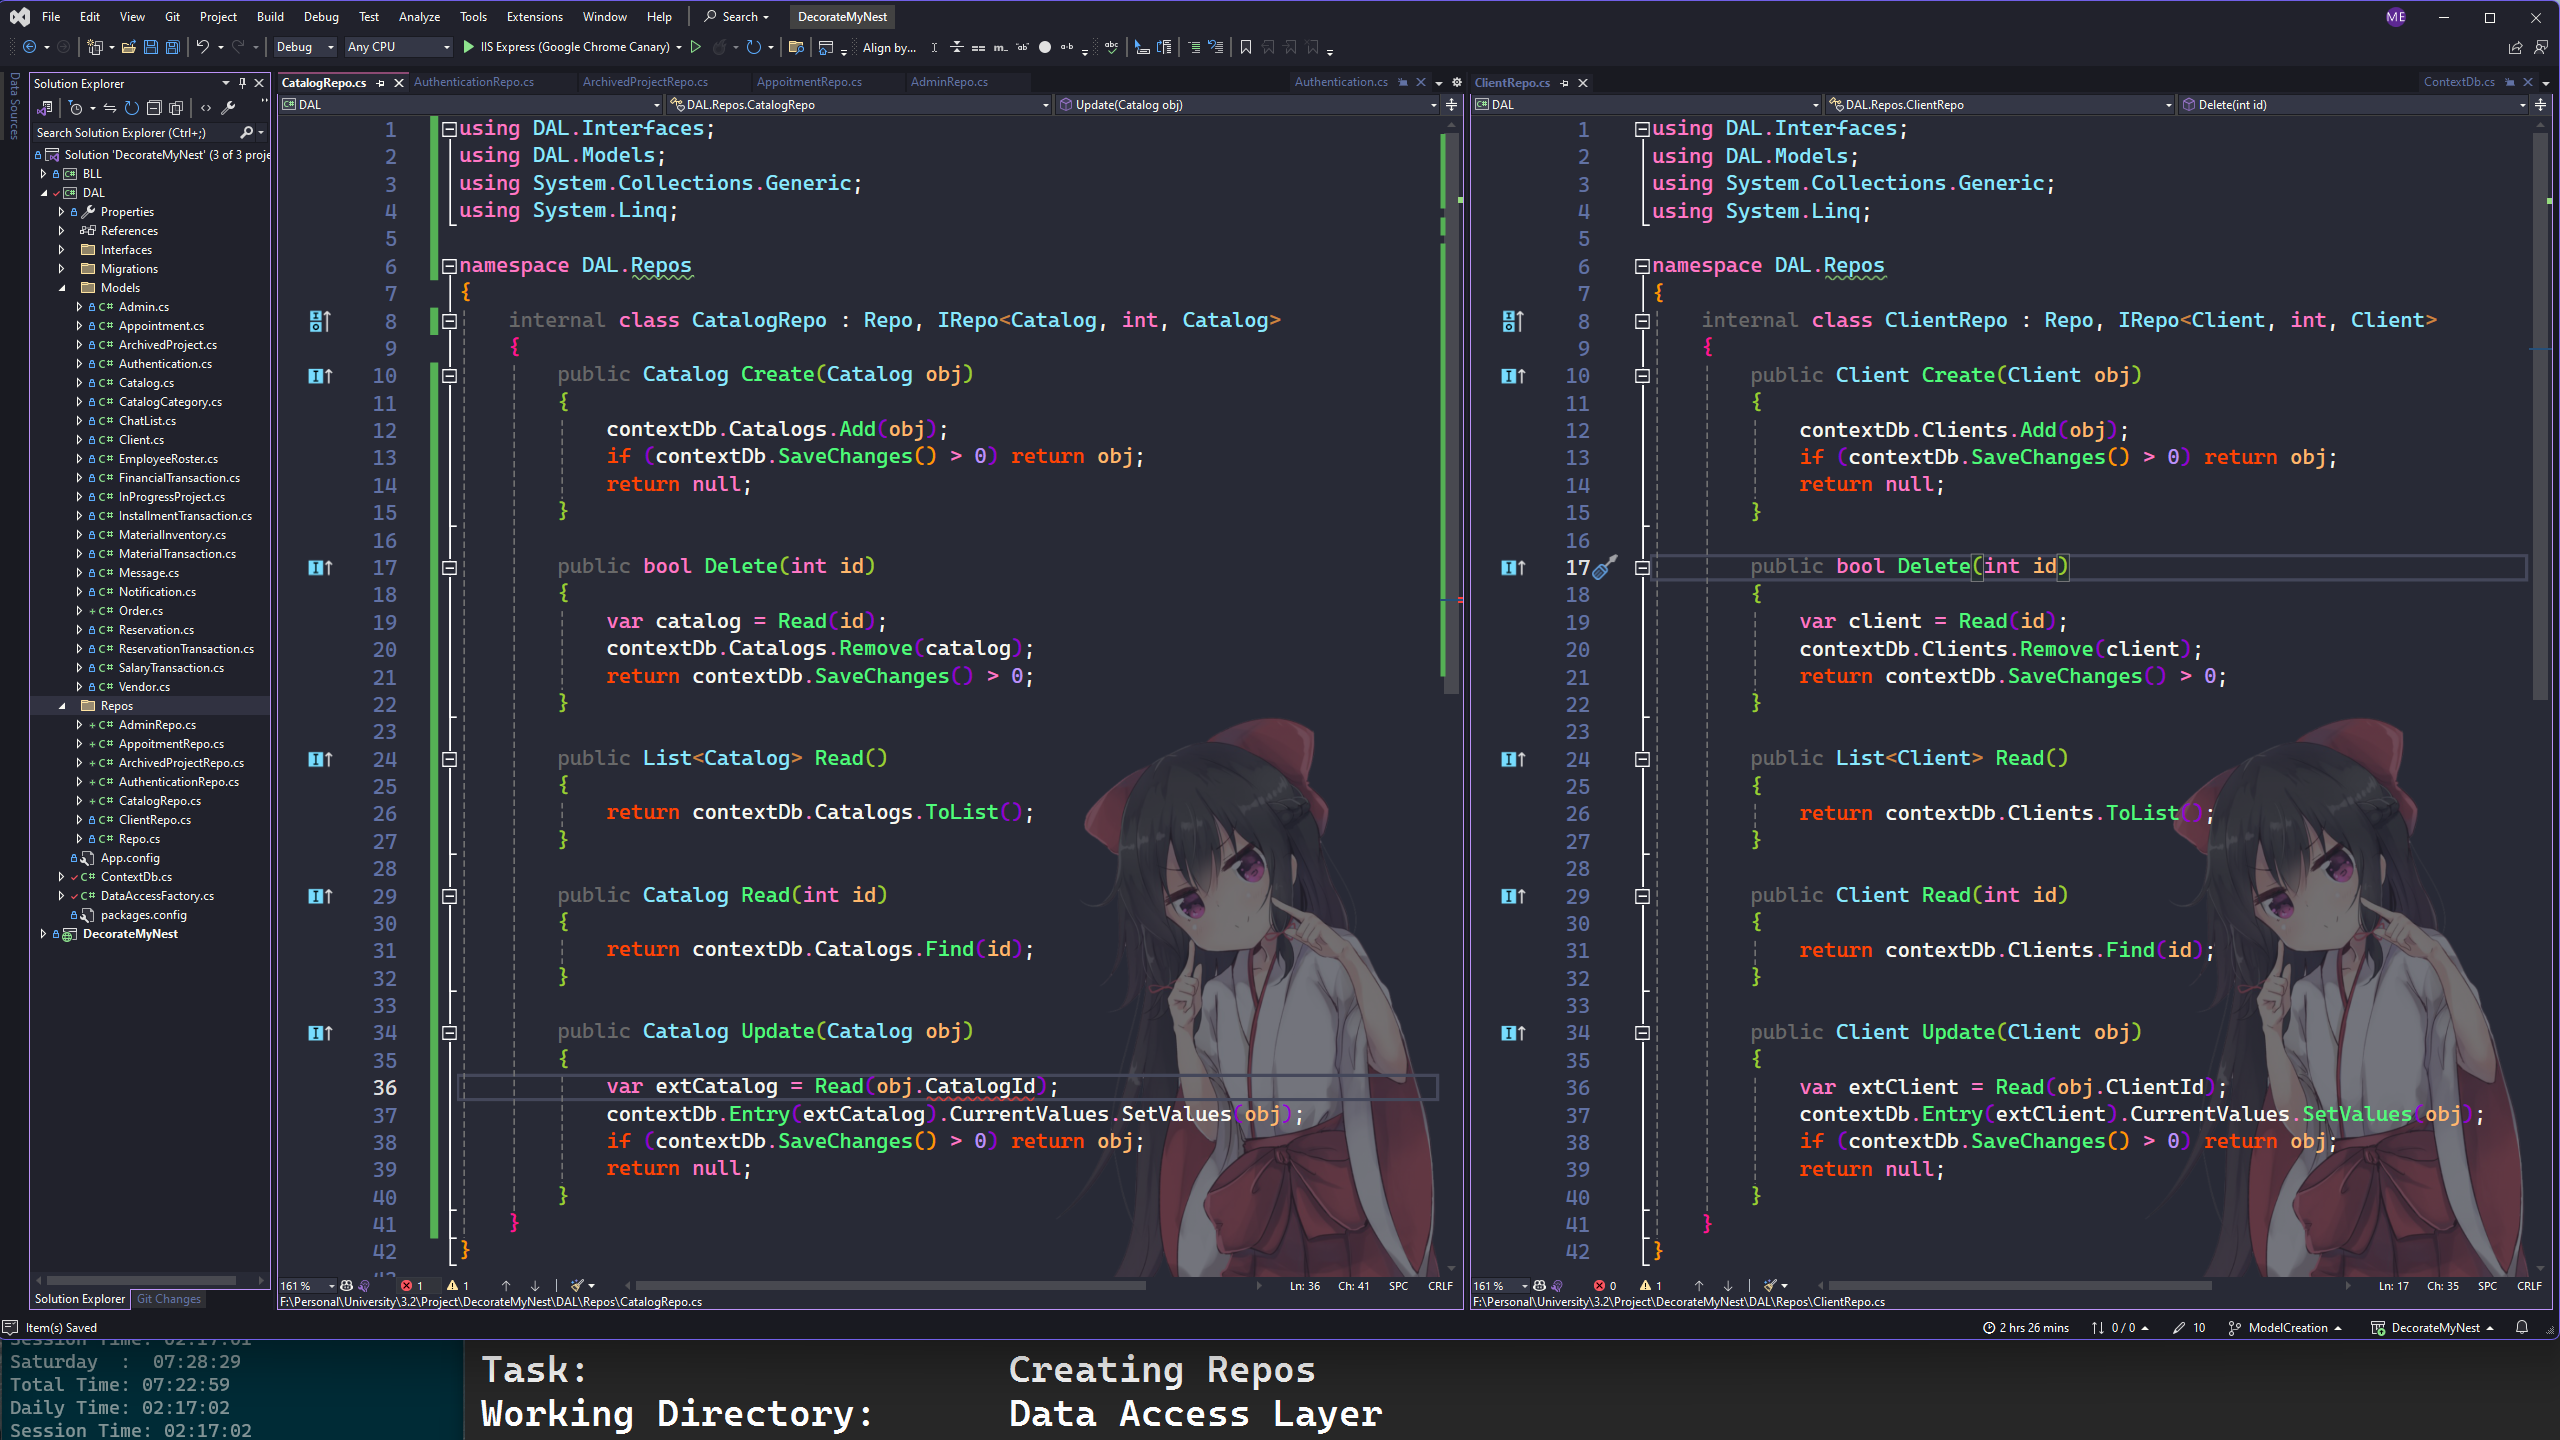 File Edit View Git Project Build Debug Test Analyze Tools Extensions Window Help Search DecorateMyNest ME
Debug Any CPU IIS Express (Google Chrome Canary) Align by...
Data Sources
Solution Explorer
Search Solution Explorer (Ctrl+;)
Solution 'DecorateMyNest' (3 of 3 proje
BLL
DAL
Properties
References
Interfaces
Migrations
Models
C# Admin.cs
C# Appointment.cs
C# ArchivedProject.cs
C# Authentication.cs
C# Catalog.cs
C# CatalogCategory.cs
C# ChatList.cs
C# Client.cs
C# EmployeeRoster.cs
C# FinancialTransaction.cs
C# InProgressProject.cs
C# InstallmentTransaction.cs
C# MaterialInventory.cs
C# MaterialTransaction.cs
C# Message.cs
C# Notification.cs
+ C# Order.cs
C# Reservation.cs
C# ReservationTransaction.cs
C# SalaryTransaction.cs
C# Vendor.cs
Repos
+ C# AdminRepo.cs
+ C# AppoitmentRepo.cs
+ C# ArchivedProjectRepo.cs
+ C# AuthenticationRepo.cs
+ C# CatalogRepo.cs
C# ClientRepo.cs
C# Repo.cs
App.config
C# ContextDb.cs
C# DataAccessFactory.cs
packages.config
DecorateMyNest
Solution Explorer Git Changes
CatalogRepo.cs AuthenticationRepo.cs ArchivedProjectRepo.cs AppoitmentRepo.cs AdminRepo.cs Authentication.cs
DAL DAL.Repos.CatalogRepo Update(Catalog obj)
1 using DAL.Interfaces;
2 using DAL.Models;
3 using System.Collections.Generic;
4 using System.Linq;
5
6 namespace DAL.Repos
7 {
8 internal class CatalogRepo : Repo, IRepo<Catalog, int, Catalog>
9 {
10 public Catalog Create(Catalog obj)
11 {
12 contextDb.Catalogs.Add(obj);
13 if (contextDb.SaveChanges() > 0) return obj;
14 return null;
15 }
16
17 public bool Delete(int id)
18 {
19 var catalog = Read(id);
20 contextDb.Catalogs.Remove(catalog);
21 return contextDb.SaveChanges() > 0;
22 }
23
24 public List<Catalog> Read()
25 {
26 return contextDb.Catalogs.ToList();
27 }
28
29 public Catalog Read(int id)
30 {
31 return contextDb.Catalogs.Find(id);
32 }
33
34 public Catalog Update(Catalog obj)
35 {
36 var extCatalog = Read(obj.CatalogId);
37 contextDb.Entry(extCatalog).CurrentValues.SetValues(obj);
38 if (contextDb.SaveChanges() > 0) return obj;
39 return null;
40 }
41 }
42 }
161 % 1 1 Ln: 36 Ch: 41 SPC CRLF
F:\Personal\University\3.2\Project\DecorateMyNest\DAL\Repos\CatalogRepo.cs
ClientRepo.cs ContextDb.cs
DAL DAL.Repos.ClientRepo Delete(int id)
1 using DAL.Interfaces;
2 using DAL.Models;
3 using System.Collections.Generic;
4 using System.Linq;
5
6 namespace DAL.Repos
7 {
8 internal class ClientRepo : Repo, IRepo<Client, int, Client>
9 {
10 public Client Create(Client obj)
11 {
12 contextDb.Clients.Add(obj);
13 if (contextDb.SaveChanges() > 0) return obj;
14 return null;
15 }
16
17 public bool Delete(int id)
18 {
19 var client = Read(id);
20 contextDb.Clients.Remove(client);
21 return contextDb.SaveChanges() > 0;
22 }
23
24 public List<Client> Read()
25 {
26 return contextDb.Clients.ToList();
27 }
28
29 public Client Read(int id)
30 {
31 return contextDb.Clients.Find(id);
32 }
33
34 public Client Update(Client obj)
35 {
36 var extClient = Read(obj.ClientId);
37 contextDb.Entry(extClient).CurrentValues.SetValues(obj);
38 if (contextDb.SaveChanges() > 0) return obj;
39 return null;
40 }
41 }
42 }
161 % 0 1 Ln: 17 Ch: 35 SPC CRLF
F:\Personal\University\3.2\Project\DecorateMyNest\DAL\Repos\ClientRepo.cs
Item(s) Saved 2 hrs 26 mins 0 / 0 10 ModelCreation DecorateMyNest
Session Time: 02:17:01
Saturday : 07:28:29
Total Time: 07:22:59
Daily Time: 02:17:02
Session Time: 02:17:02
Task: Creating Repos
Working Directory: Data Access Layer